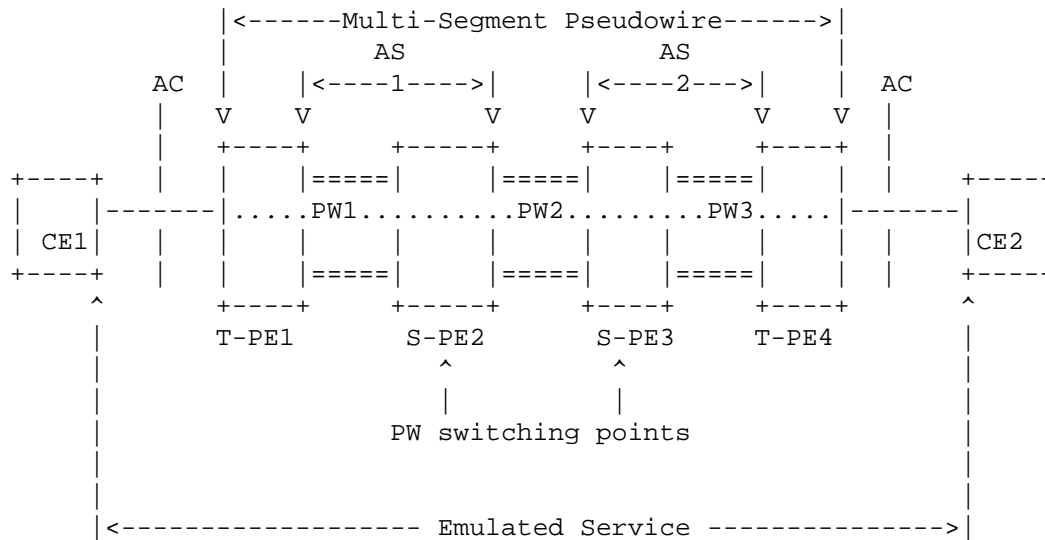 |<------Multi-Segment Pseudowire------>|
AS AS
AC |<----1---->| |<----2--->| AC
V V V V V V
|.....PW1..........PW2.........PW3.....|
CE1 CE2
T-PE1 S-PE2 S-PE3 T-PE4
PW switching points
|<------------------- Emulated Service --------------->|